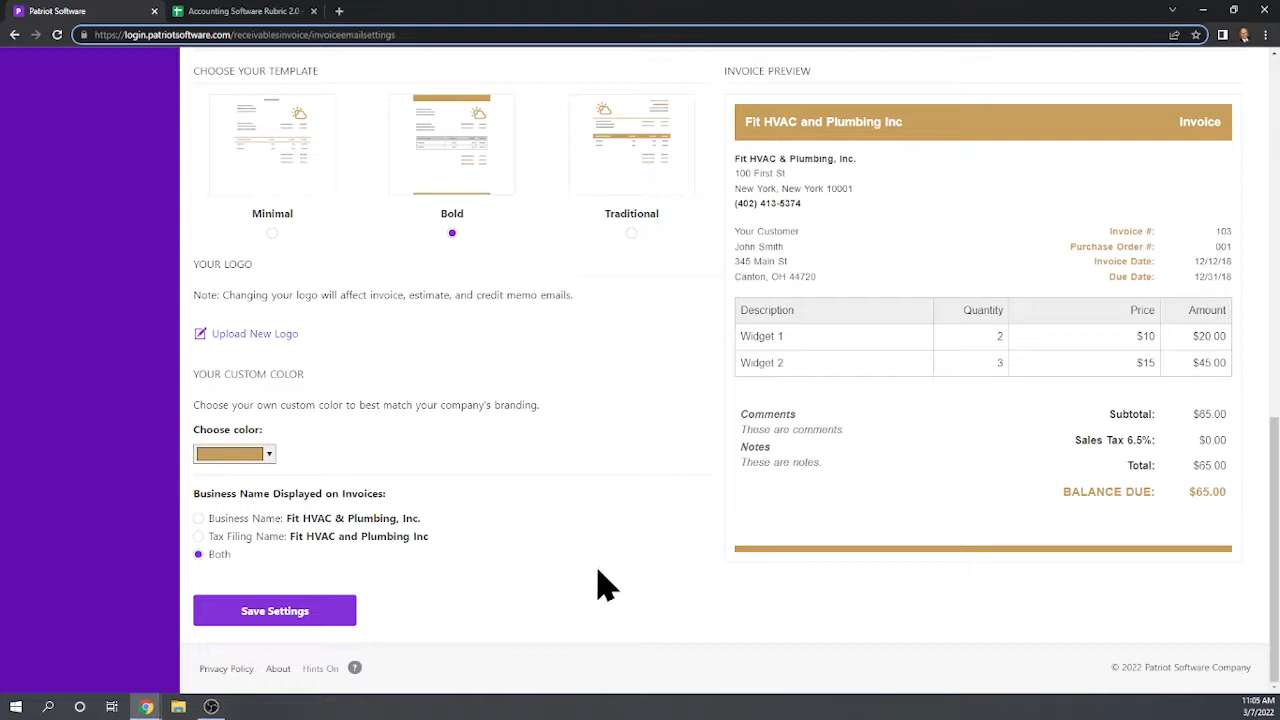 Patriot Software
Accounting Software Rubric 2.0 -
https://login.patriotsoftware.com/receivablesinvoice/invoiceemailsettings
CHOOSE YOUR TEMPLATE
Minimal
Bold
Traditional
YOUR LOGO
Note: Changing your logo will affect invoice, estimate, and credit memo emails.
Upload New Logo
YOUR CUSTOM COLOR
Choose your own custom color to best match your company's branding.
Choose color:
Business Name Displayed on Invoices:
Business Name: Fit HVAC & Plumbing, Inc.
Tax Filing Name: Fit HVAC and Plumbing Inc
Both
Save Settings
INVOICE PREVIEW
Fit HVAC and Plumbing Inc Invoice
Fit HVAC & Plumbing, Inc.
100 First St
New York, New York 10001
(402) 413-5374
Your Customer Invoice #: 103
John Smith Purchase Order #: 001
345 Main St Invoice Date: 12/12/18
Canton, OH 44720 Due Date: 12/31/18
Description Quantity Price Amount
Widget 1 2 $10 $20.00
Widget 2 3 $15 $45.00
Comments Subtotal: $65.00
These are comments.
Notes Sales Tax 6.5%: $0.00
These are notes. Total: $65.00
BALANCE DUE: $65.00
Privacy Policy About Hints On ?
© 2022 Patriot Software Company
11:05 AM
3/7/2022